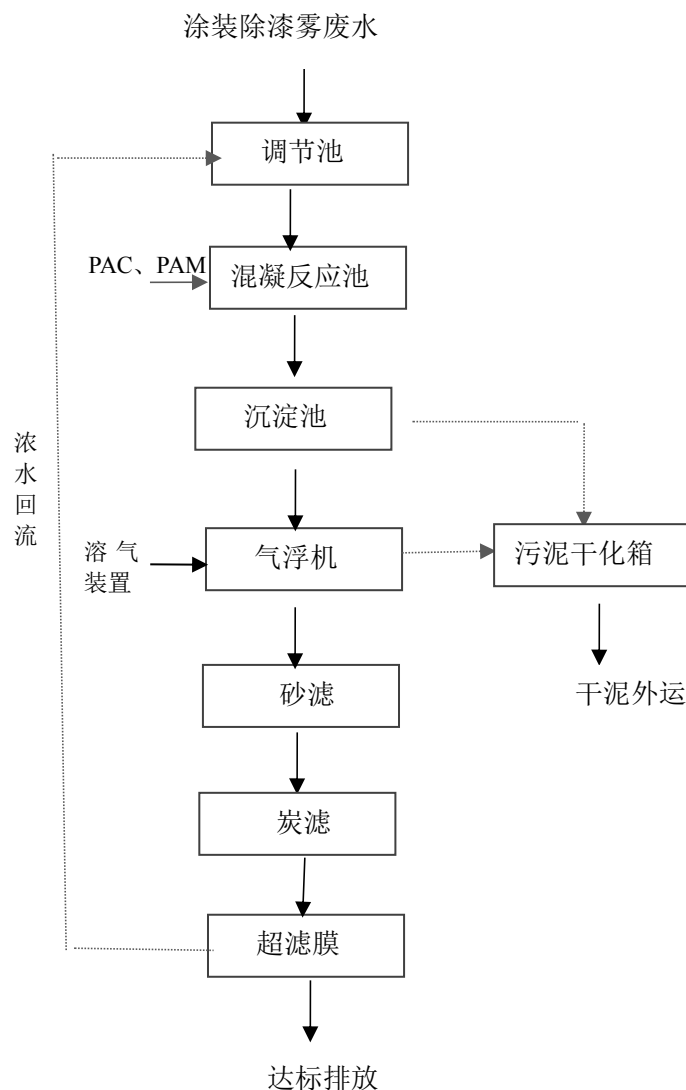 涂装除漆雾废水
调节池
PAC、PAM
混凝反应池
沉淀池
浓
水
回
流
溶 气
装置
气浮机
污泥干化箱
砂滤
干泥外运
炭滤
超滤膜
达标排放